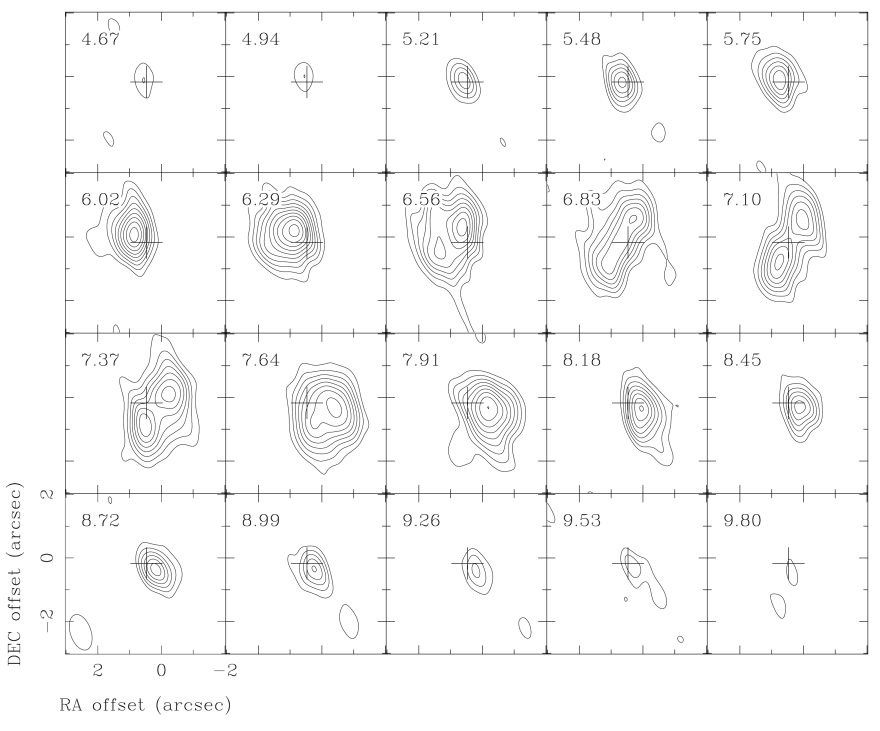 4.67 4.94 5.21 5.48 5.75
6.02 6.29 6.56 6.83 7.10
7.37 7.64 7.91 8.18 8.45
8.72 8.99 9.26 9.53 9.80
2
0
−2
DEC offset (arcsec)
2 0 −2
RA offset (arcsec)